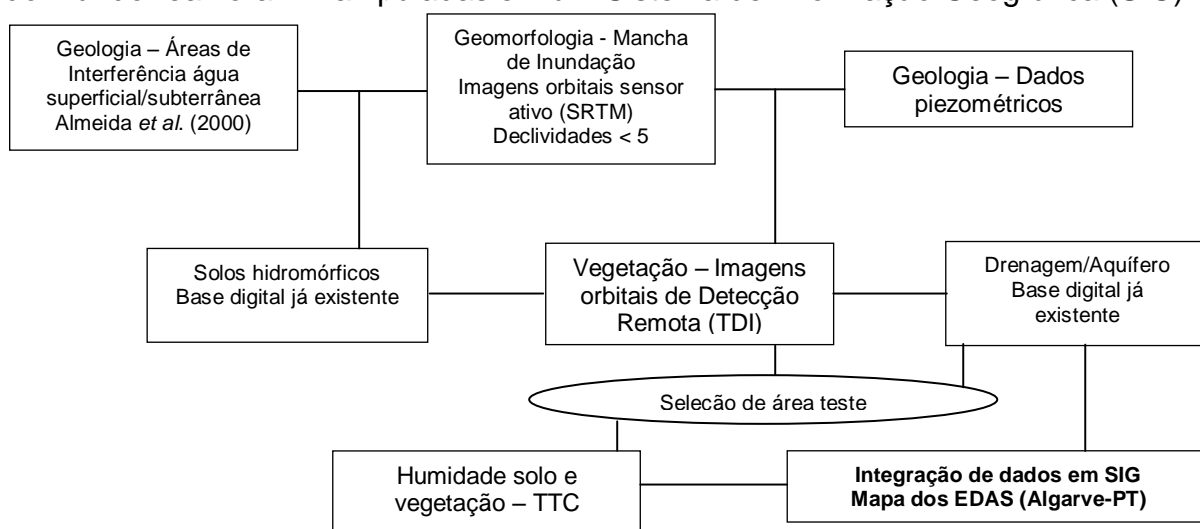 Geologia – Áreas de
Interferência água
superficial/subterrânea
Almeida et al. (2000)
Geomorfologia - Mancha
de Inundação
Imagens orbitais sensor
ativo (SRTM)
Declividades < 5
Geologia – Dados
piezométricos
Solos hidromórficos
Base digital já existente
Vegetação – Imagens
orbitais de Detecção
Remota (TDI)
Drenagem/Aquífero
Base digital já
existente
Selecão de área teste
Humidade solo e
vegetação – TTC
Integração de dados em SIG
Mapa dos EDAS (Algarve-PT)